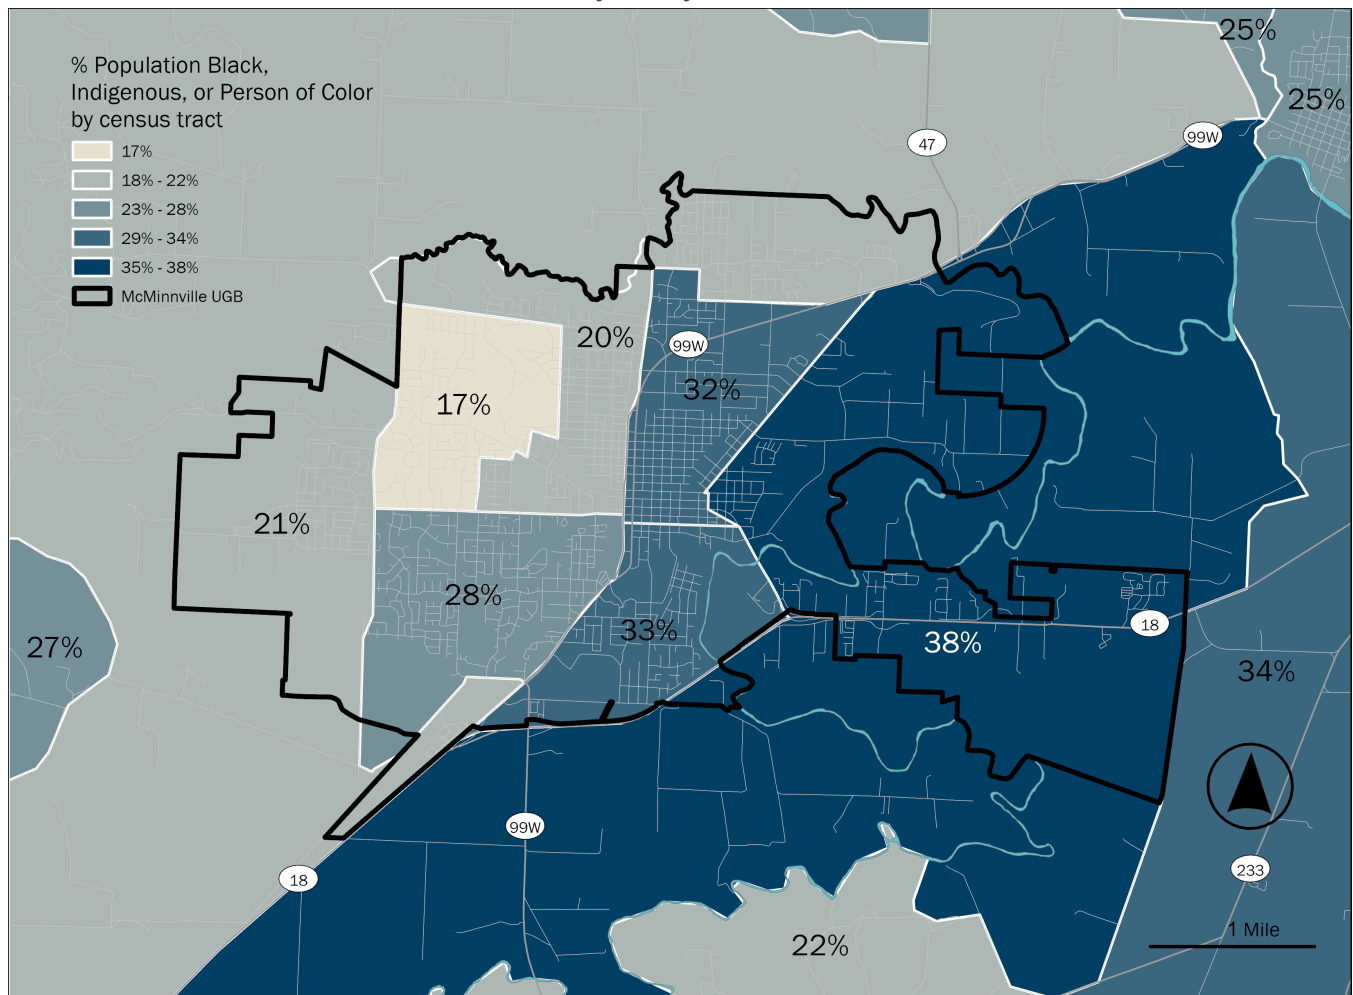 25%
% Population Black,
Indigenous, or Person of Color
by census tract
25%
99W
47
17%
18% - 22%
23% - 28%
29% - 34%
35% - 38%
McMinnville UGB
20%
99W
32%
17%
21%
28%
18
33%
38%
27%
34%
99W
233
18
1 Mile
22%